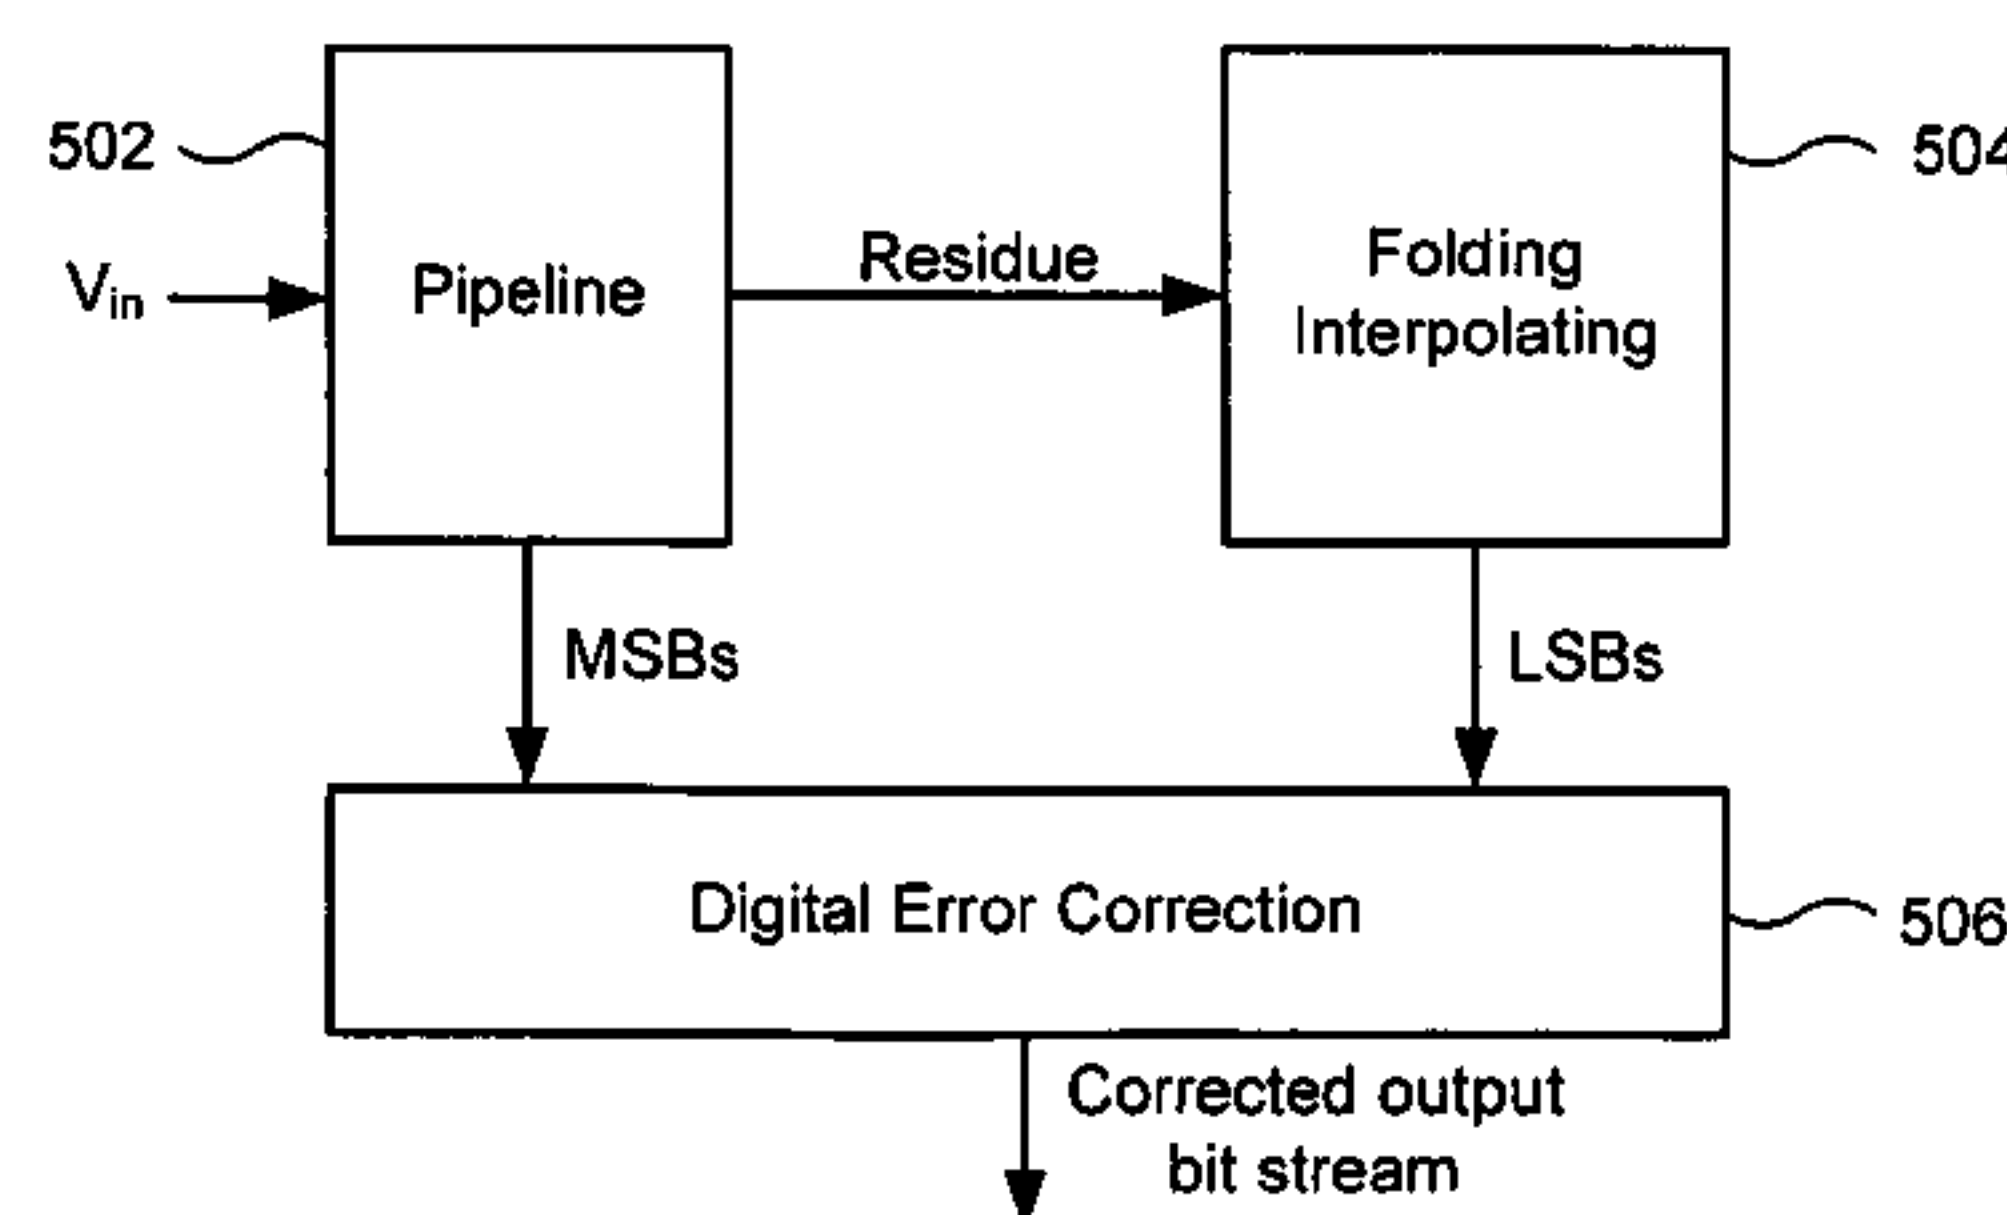 502
504
Vin
Pipeline
Residue
Folding
Interpolating
MSBs
LSBs
Digital Error Correction
506
Corrected output
bit stream